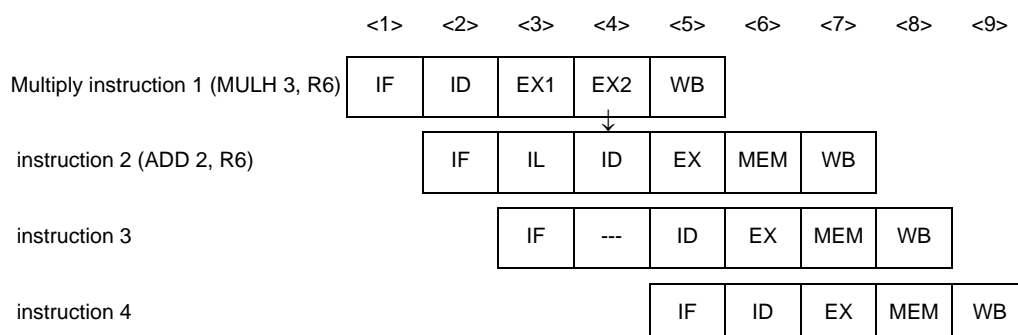 <1> <2> <3> <4> <5> <6> <7> <8> <9>
Multiply instruction 1 (MULH 3, R6) IF ID EX1 EX2 WB
instruction 2 (ADD 2, R6) IF IL ID EX MEM WB
instruction 3 IF --- ID EX MEM WB
instruction 4 IF ID EX MEM WB